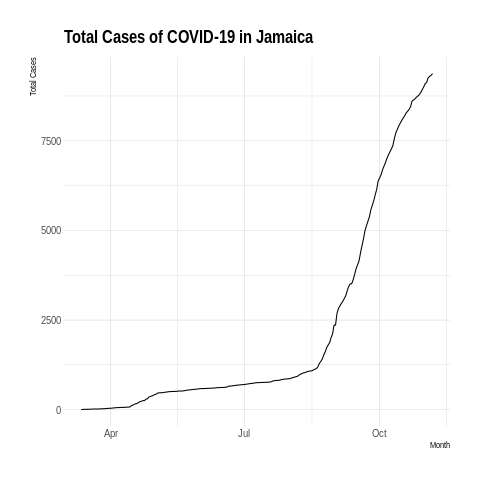 Total Cases of COVID-19 in Jamaica
Total Cases
7500
5000
2500
0
Apr Jul Oct
Month